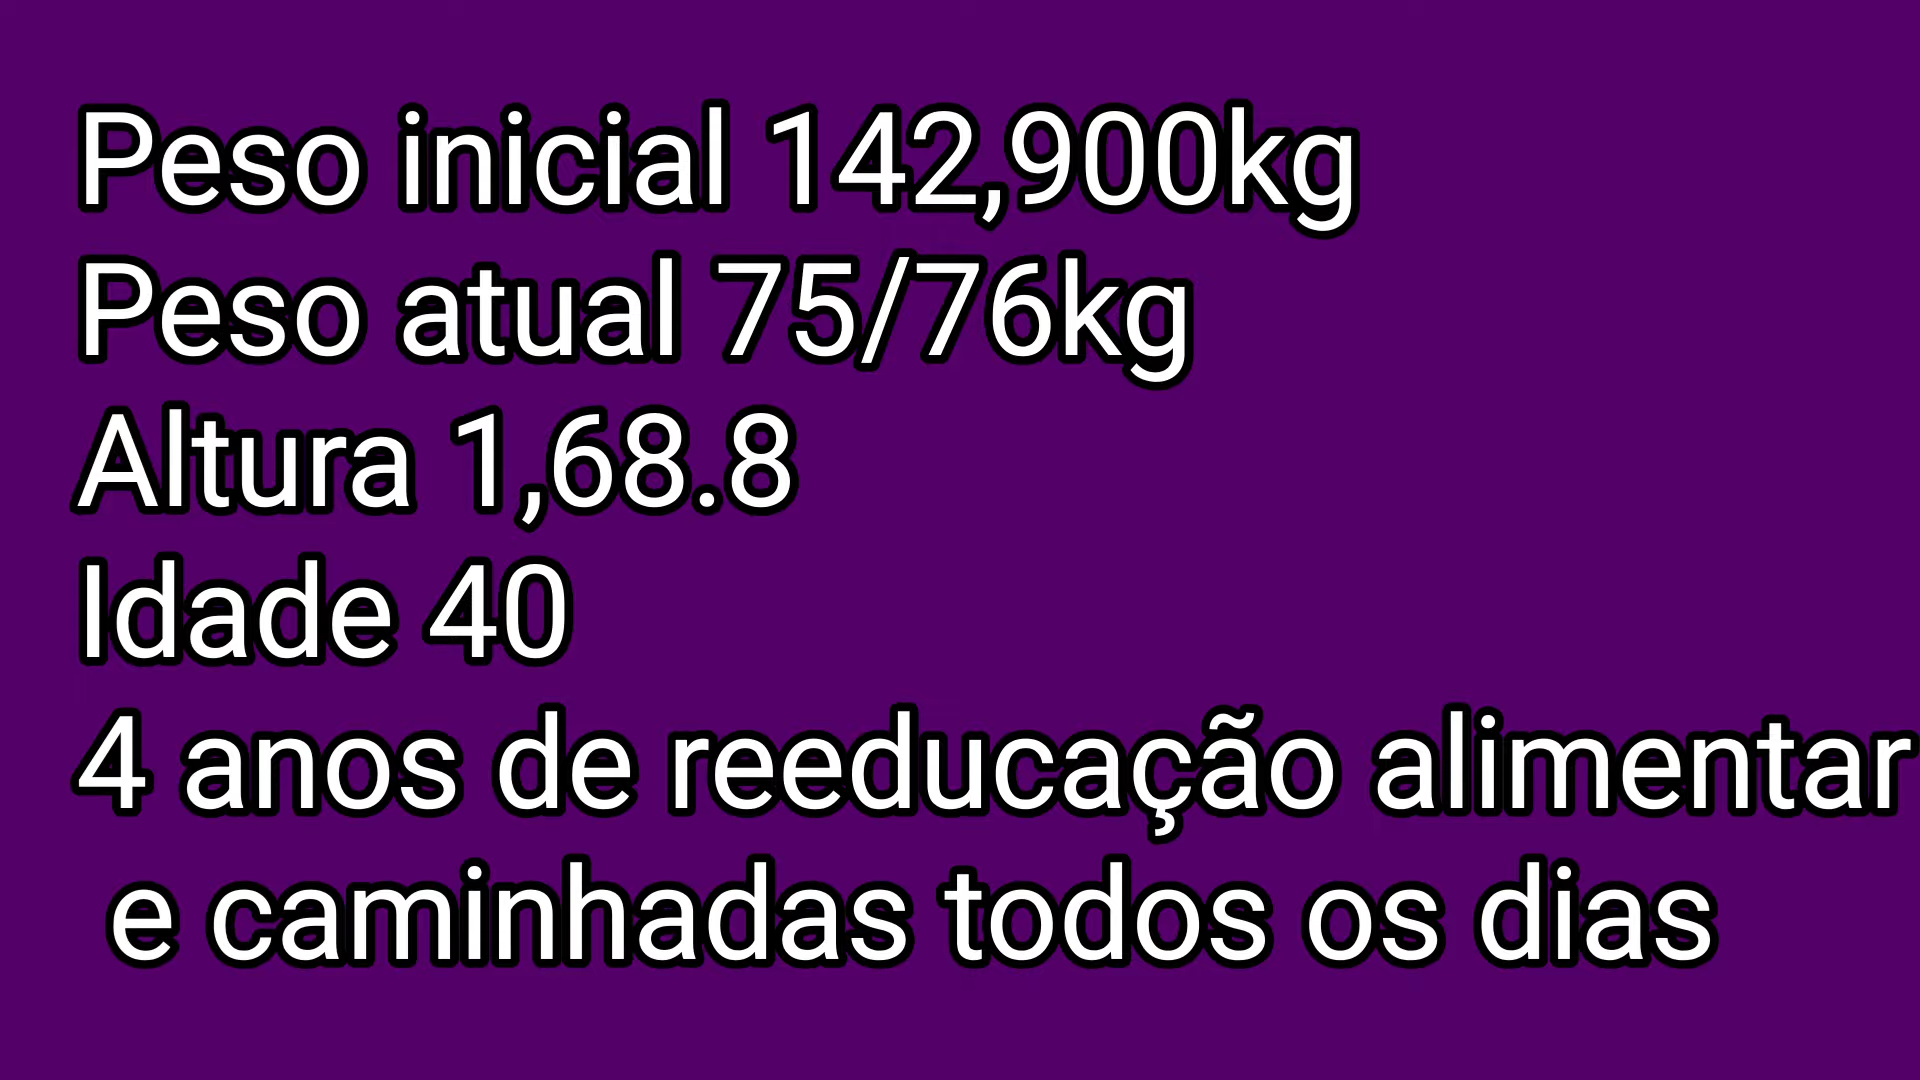 Peso inicial 142,900kg
Peso atual 75/76kg
Altura 1,68.8
Idade 40
4 anos de reeducação alimentar
e caminhadas todos os dias